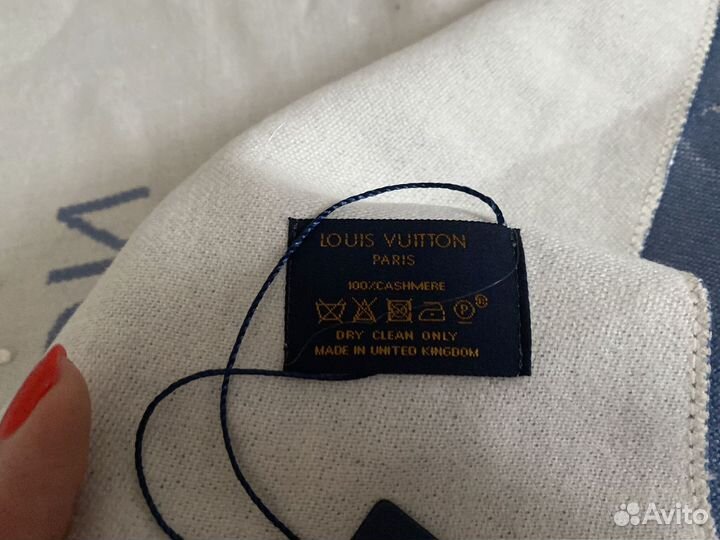 LOUIS VUITTON
PARIS
100%CASHMERE
P
DRY CLEAN ONLY
MADE IN UNITED KINGDOM
Avito